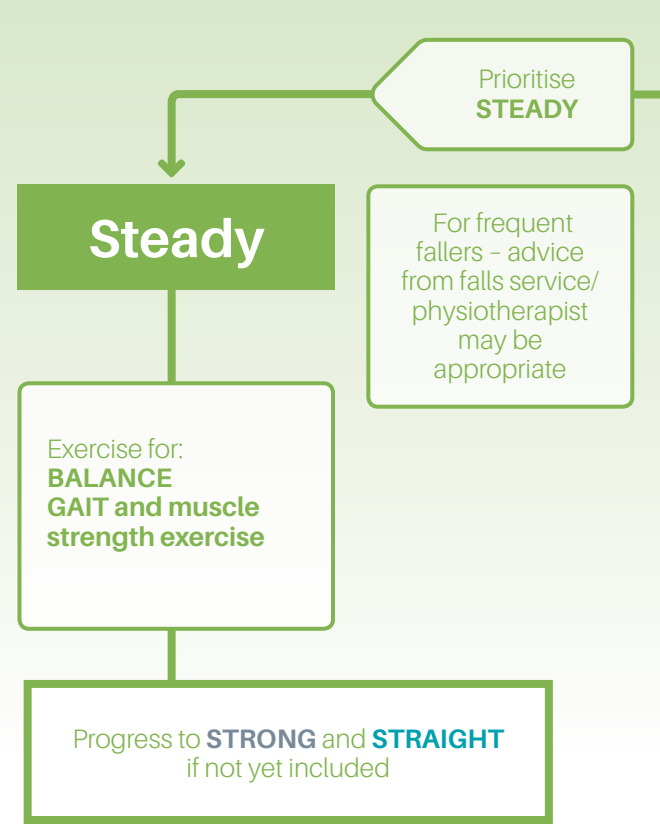 Prioritise
STEADY
Steady
For frequent
fallers – advice
from falls service/
physiotherapist
may be
appropriate
Exercise for:
BALANCE
GAIT and muscle
strength exercise
Progress to STRONG and STRAIGHT
if not yet included